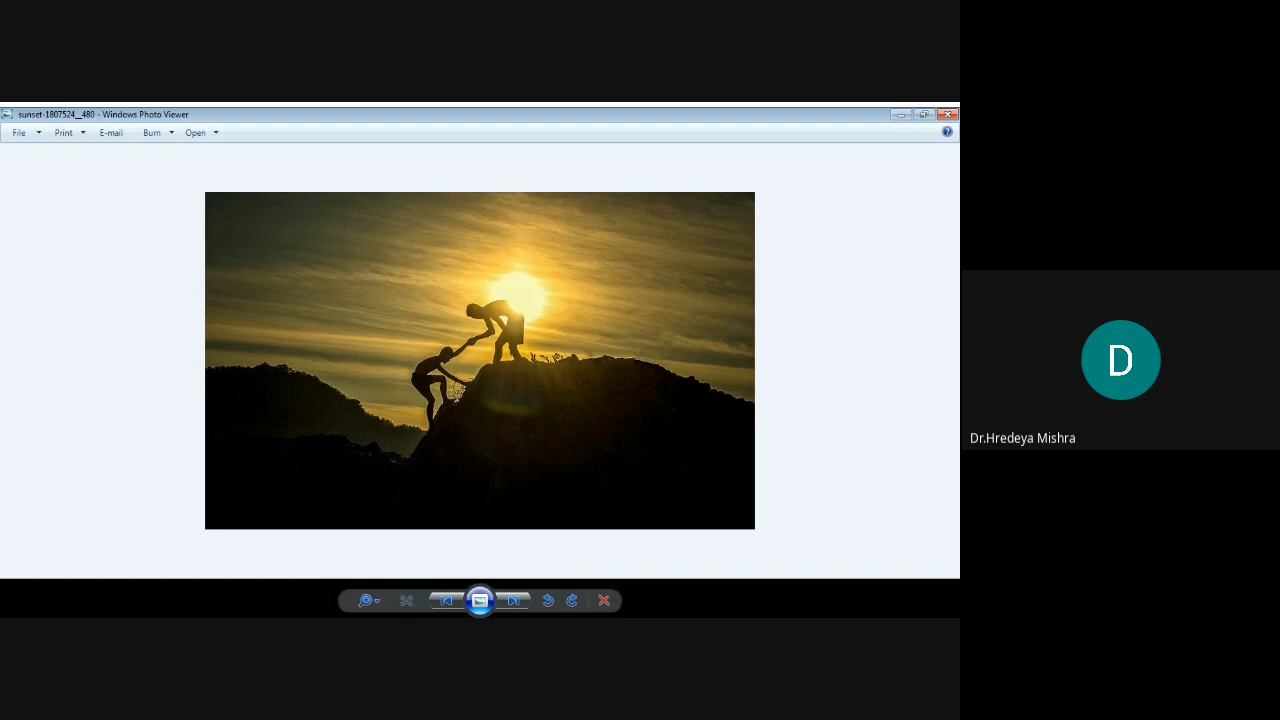 sunset-1807524__480 - Windows Photo Viewer
File Print E-mail Burn Open
D
Dr.Hredeya Mishra